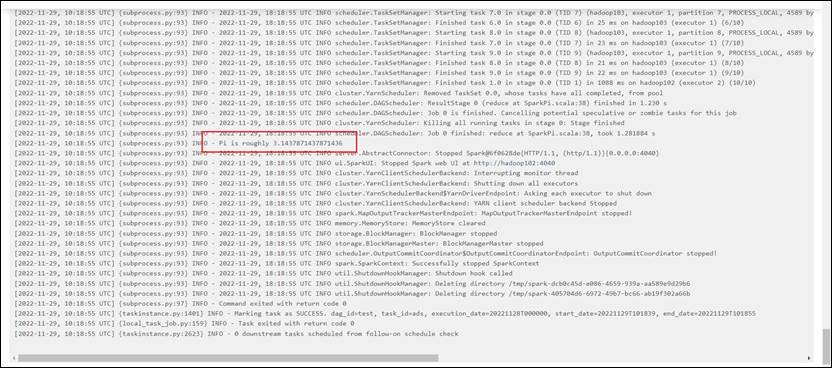 [2022-11-29, 10:18:55 UTC] {subprocess.py:93} INFO - 2022-11-29, 18:18:55 UTC INFO scheduler.TaskSetManager: Starting task 7.0 in stage 0.0 (TID 7) (hadoop103, executor 1, partition 7, PROCESS_LOCAL, 4589 by
[2022-11-29, 10:18:55 UTC] {subprocess.py:93} INFO - 2022-11-29, 18:18:55 UTC INFO scheduler.TaskSetManager: Finished task 6.0 in stage 0.0 (TID 6) in 25 ms on hadoop103 (executor 1) (6/10)
[2022-11-29, 10:18:55 UTC] {subprocess.py:93} INFO - 2022-11-29, 18:18:55 UTC INFO scheduler.TaskSetManager: Starting task 8.0 in stage 0.0 (TID 8) (hadoop103, executor 1, partition 8, PROCESS_LOCAL, 4589 by
[2022-11-29, 10:18:55 UTC] {subprocess.py:93} INFO - 2022-11-29, 18:18:55 UTC INFO scheduler.TaskSetManager: Finished task 7.0 in stage 0.0 (TID 7) in 23 ms on hadoop103 (executor 1) (7/10)
[2022-11-29, 10:18:55 UTC] {subprocess.py:93} INFO - 2022-11-29, 18:18:55 UTC INFO scheduler.TaskSetManager: Starting task 9.0 in stage 0.0 (TID 9) (hadoop103, executor 1, partition 9, PROCESS_LOCAL, 4589 by
[2022-11-29, 10:18:55 UTC] {subprocess.py:93} INFO - 2022-11-29, 18:18:55 UTC INFO scheduler.TaskSetManager: Finished task 8.0 in stage 0.0 (TID 8) in 21 ms on hadoop103 (executor 1) (8/10)
[2022-11-29, 10:18:55 UTC] {subprocess.py:93} INFO - 2022-11-29, 18:18:55 UTC INFO scheduler.TaskSetManager: Finished task 9.0 in stage 0.0 (TID 9) in 22 ms on hadoop103 (executor 1) (9/10)
[2022-11-29, 10:18:55 UTC] {subprocess.py:93} INFO - 2022-11-29, 18:18:55 UTC INFO scheduler.TaskSetManager: Finished task 1.0 in stage 0.0 (TID 1) in 1088 ms on hadoop102 (executor 2) (10/10)
[2022-11-29, 10:18:55 UTC] {subprocess.py:93} INFO - 2022-11-29, 18:18:55 UTC INFO cluster.YarnScheduler: Removed TaskSet 0.0, whose tasks have all completed, from pool
[2022-11-29, 10:18:55 UTC] {subprocess.py:93} INFO - 2022-11-29, 18:18:55 UTC INFO scheduler.DAGScheduler: ResultStage 0 (reduce at SparkPi.scala:38) finished in 1.230 s
[2022-11-29, 10:18:55 UTC] {subprocess.py:93} INFO - 2022-11-29, 18:18:55 UTC INFO scheduler.DAGScheduler: Job 0 is finished. Cancelling potential speculative or zombie tasks for this job
[2022-11-29, 10:18:55 UTC] {subprocess.py:93} INFO - 2022-11-29, 18:18:55 UTC INFO cluster.YarnScheduler: Killing all running tasks in stage 0: Stage finished
[2022-11-29, 10:18:55 UTC] {subprocess.py:93} INFO - 2022-11-29, 18:18:55 UTC INFO scheduler.DAGScheduler: Job 0 finished: reduce at SparkPi.scala:38, took 1.281884 s
[2022-11-29, 10:18:55 UTC] {subprocess.py:93} INFO - Pi is roughly 3.1437871437871436
[2022-11-29, 10:18:55 UTC] {subprocess.py:93} INFO - 2022-11-29, 18:18:55 UTC INFO server.AbstractConnector: Stopped Spark@6f0628de{HTTP/1.1, (http/1.1)}{0.0.0.0:4040}
[2022-11-29, 10:18:55 UTC] {subprocess.py:93} INFO - 2022-11-29, 18:18:55 UTC INFO ui.SparkUI: Stopped Spark web UI at http://hadoop102:4040
[2022-11-29, 10:18:55 UTC] {subprocess.py:93} INFO - 2022-11-29, 18:18:55 UTC INFO cluster.YarnClientSchedulerBackend: Interrupting monitor thread
[2022-11-29, 10:18:55 UTC] {subprocess.py:93} INFO - 2022-11-29, 18:18:55 UTC INFO cluster.YarnClientSchedulerBackend: Shutting down all executors
[2022-11-29, 10:18:55 UTC] {subprocess.py:93} INFO - 2022-11-29, 18:18:55 UTC INFO cluster.YarnSchedulerBackend$YarnDriverEndpoint: Asking each executor to shut down
[2022-11-29, 10:18:55 UTC] {subprocess.py:93} INFO - 2022-11-29, 18:18:55 UTC INFO cluster.YarnClientSchedulerBackend: YARN client scheduler backend Stopped
[2022-11-29, 10:18:55 UTC] {subprocess.py:93} INFO - 2022-11-29, 18:18:55 UTC INFO spark.MapOutputTrackerMasterEndpoint: MapOutputTrackerMasterEndpoint stopped!
[2022-11-29, 10:18:55 UTC] {subprocess.py:93} INFO - 2022-11-29, 18:18:55 UTC INFO memory.MemoryStore: MemoryStore cleared
[2022-11-29, 10:18:55 UTC] {subprocess.py:93} INFO - 2022-11-29, 18:18:55 UTC INFO storage.BlockManager: BlockManager stopped
[2022-11-29, 10:18:55 UTC] {subprocess.py:93} INFO - 2022-11-29, 18:18:55 UTC INFO storage.BlockManagerMaster: BlockManagerMaster stopped
[2022-11-29, 10:18:55 UTC] {subprocess.py:93} INFO - 2022-11-29, 18:18:55 UTC INFO scheduler.OutputCommitCoordinator$OutputCommitCoordinatorEndpoint: OutputCommitCoordinator stopped!
[2022-11-29, 10:18:55 UTC] {subprocess.py:93} INFO - 2022-11-29, 18:18:55 UTC INFO spark.SparkContext: Successfully stopped SparkContext
[2022-11-29, 10:18:55 UTC] {subprocess.py:93} INFO - 2022-11-29, 18:18:55 UTC INFO util.ShutdownHookManager: Shutdown hook called
[2022-11-29, 10:18:55 UTC] {subprocess.py:93} INFO - 2022-11-29, 18:18:55 UTC INFO util.ShutdownHookManager: Deleting directory /tmp/spark-dcb0c45d-e086-4659-939a-aa589e9d29b6
[2022-11-29, 10:18:55 UTC] {subprocess.py:93} INFO - 2022-11-29, 18:18:55 UTC INFO util.ShutdownHookManager: Deleting directory /tmp/spark-405704d6-6972-49b7-bc66-ab19f302a66b
[2022-11-29, 10:18:55 UTC] {subprocess.py:97} INFO - Command exited with return code 0
[2022-11-29, 10:18:55 UTC] {taskinstance.py:1401} INFO - Marking task as SUCCESS. dag_id=test, task_id=ads, execution_date=20221128T000000, start_date=20221129T101839, end_date=20221129T101855
[2022-11-29, 10:18:55 UTC] {local_task_job.py:159} INFO - Task exited with return code 0
[2022-11-29, 10:18:55 UTC] {taskinstance.py:2623} INFO - 0 downstream tasks scheduled from follow-on schedule check